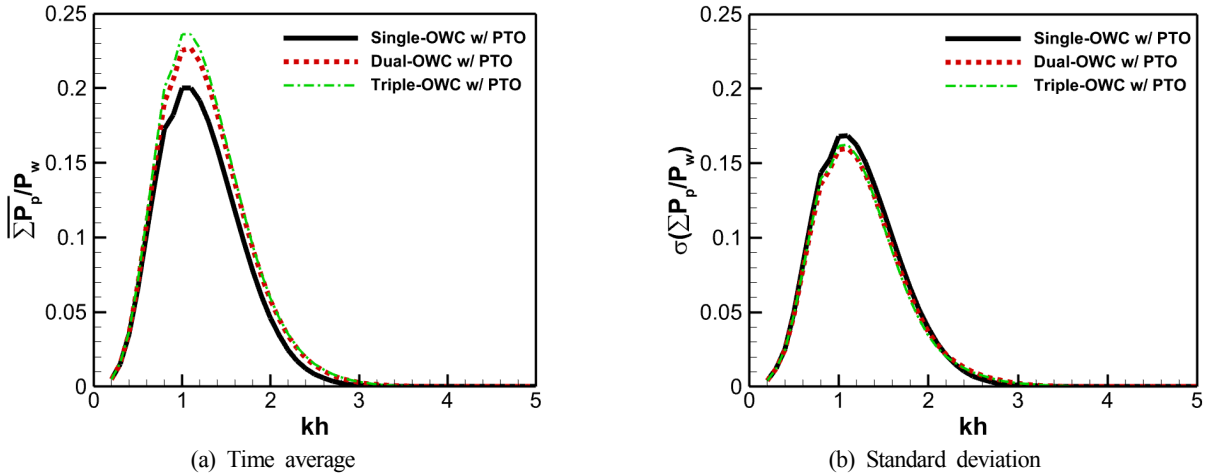 0.25
0.2
0.15
0.1
0.05
0
0 1 2 3 4 5
ΣP_p/P_w
kh
Single-OWC w/ PTO
Dual-OWC w/ PTO
Triple-OWC w/ PTO
(a) Time average
0.25
0.2
0.15
0.1
0.05
0
0 1 2 3 4 5
σ(ΣP_p/P_w)
kh
Single-OWC w/ PTO
Dual-OWC w/ PTO
Triple-OWC w/ PTO
(b) Standard deviation